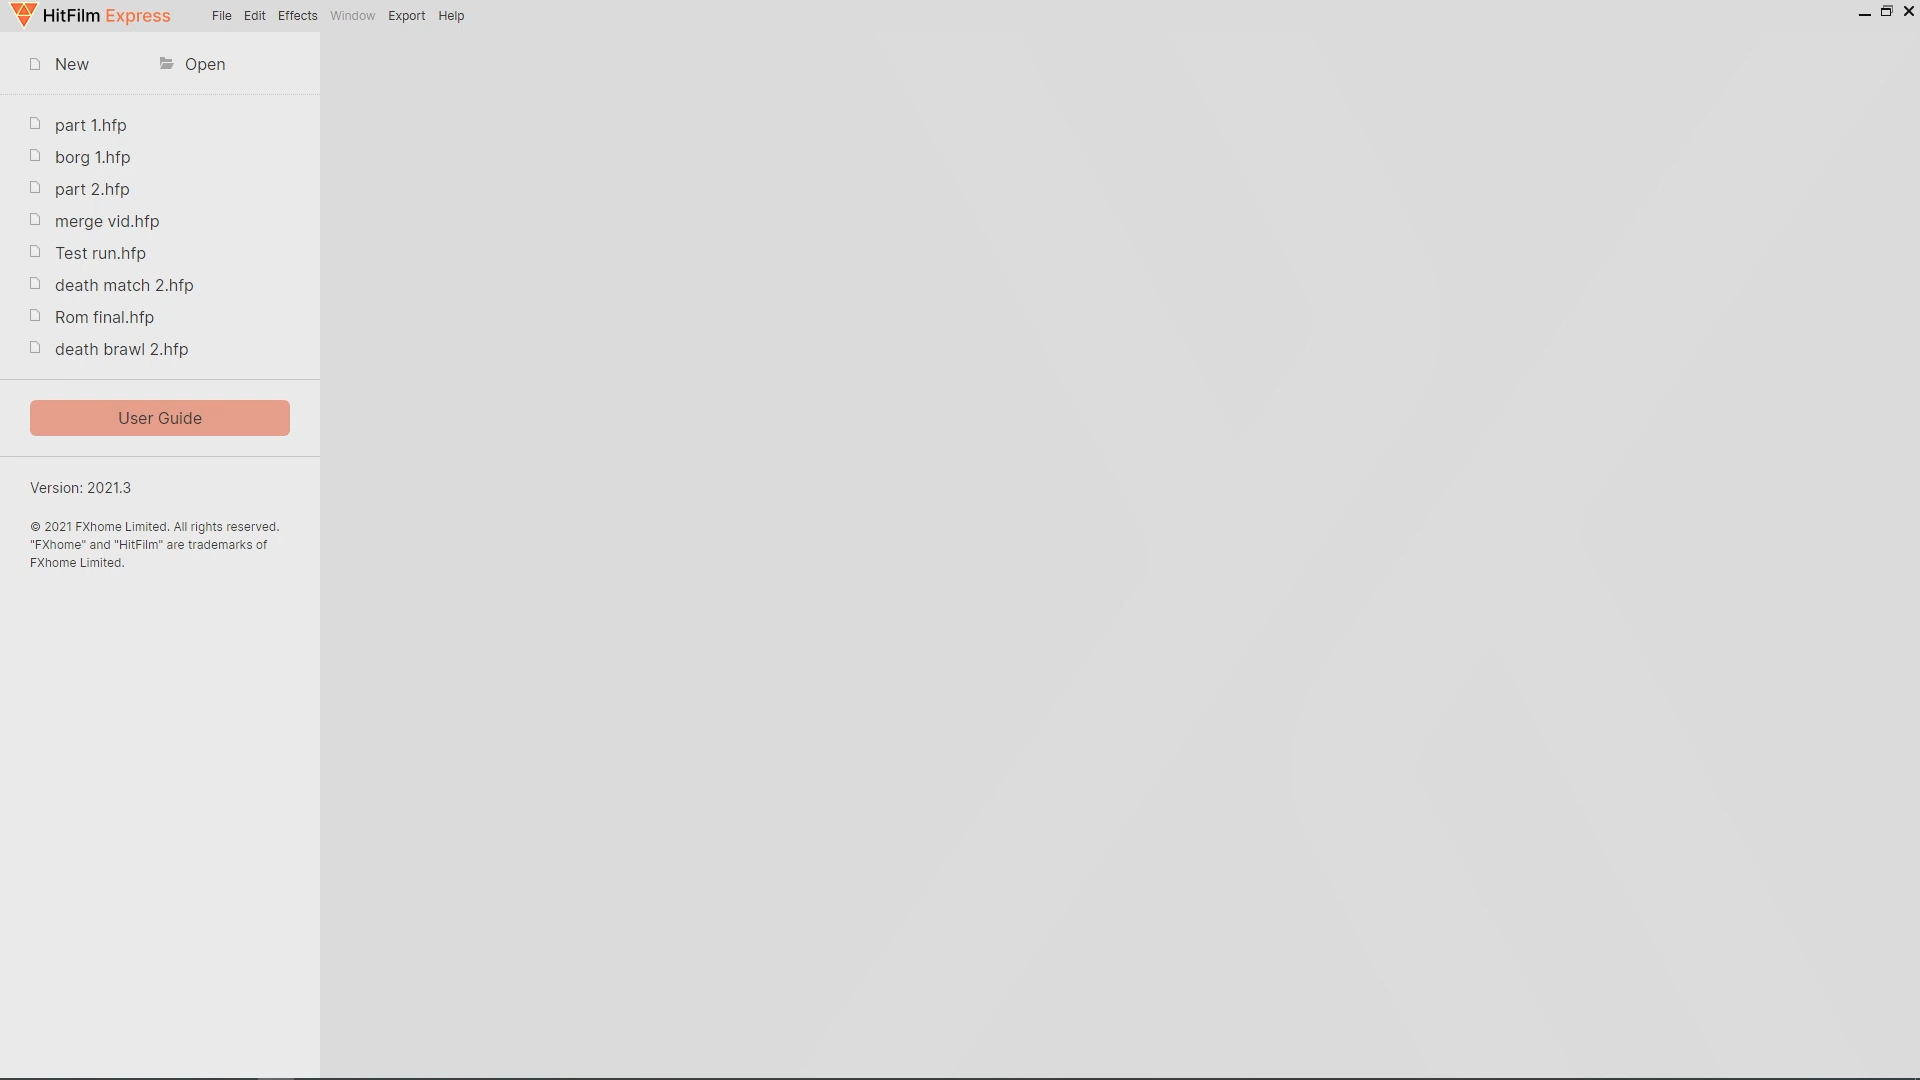 HitFilm Express
File Edit Effects Window Export Help
New
Open
part 1.hfp
borg 1.hfp
part 2.hfp
merge vid.hfp
Test run.hfp
death match 2.hfp
Rom final.hfp
death brawl 2.hfp
User Guide
Version: 2021.3
© 2021 FXhome Limited. All rights reserved.
"FXhome" and "HitFilm" are trademarks of
FXhome Limited.